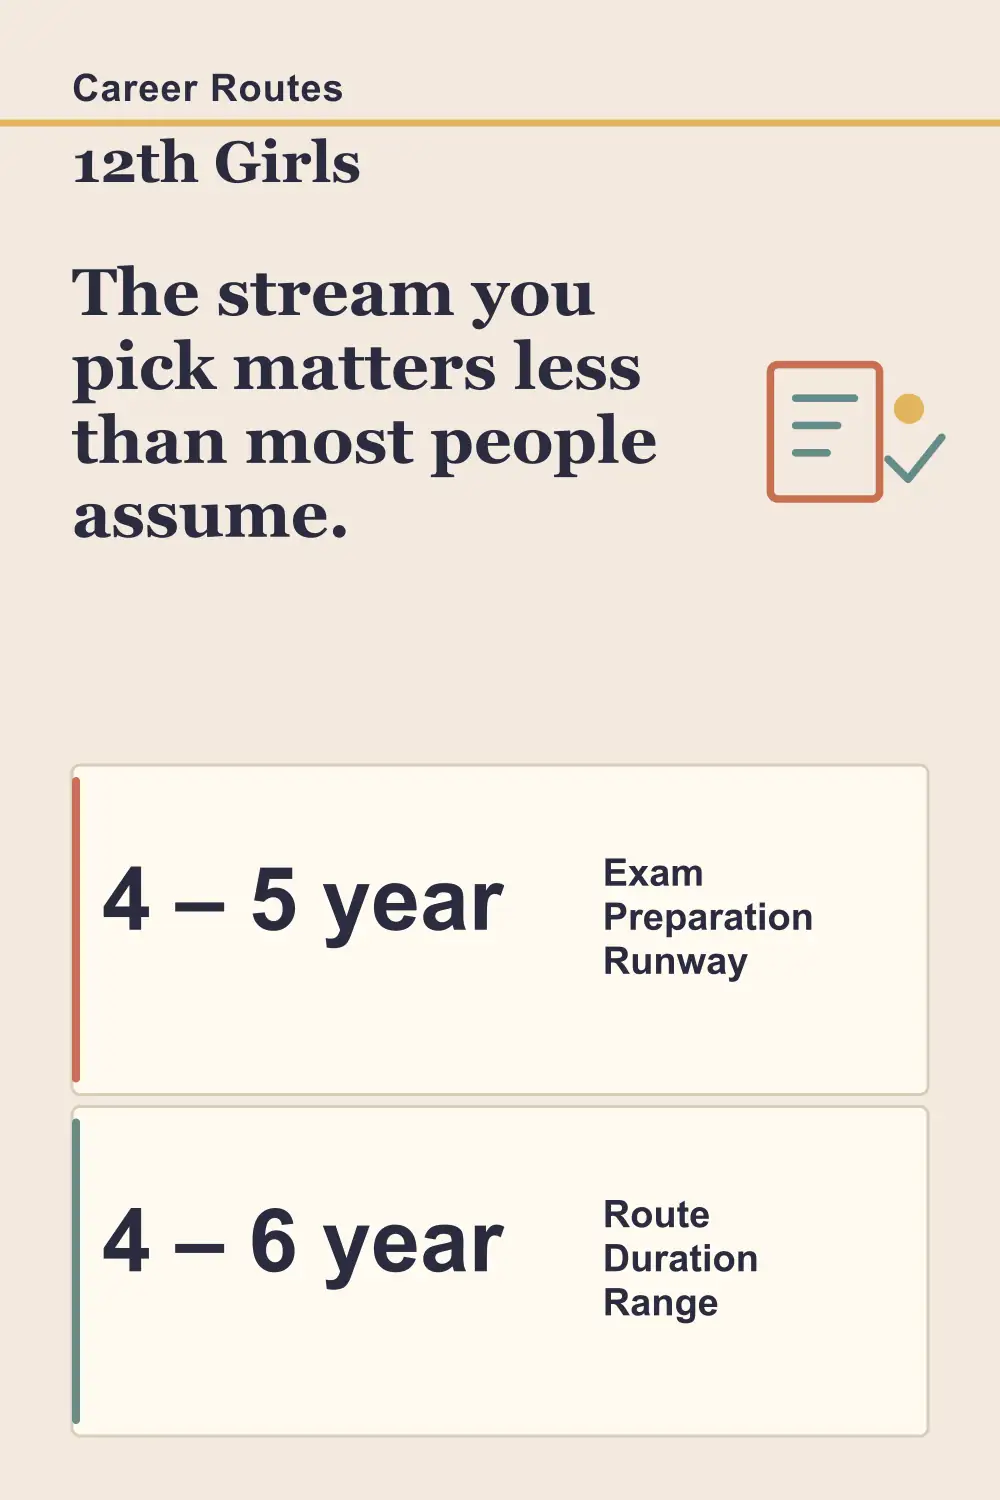 Career Routes
12th Girls
The stream you
pick matters less
than most people
assume.
4 – 5 year
Exam
Preparation
Runway
4 – 6 year
Route
Duration
Range